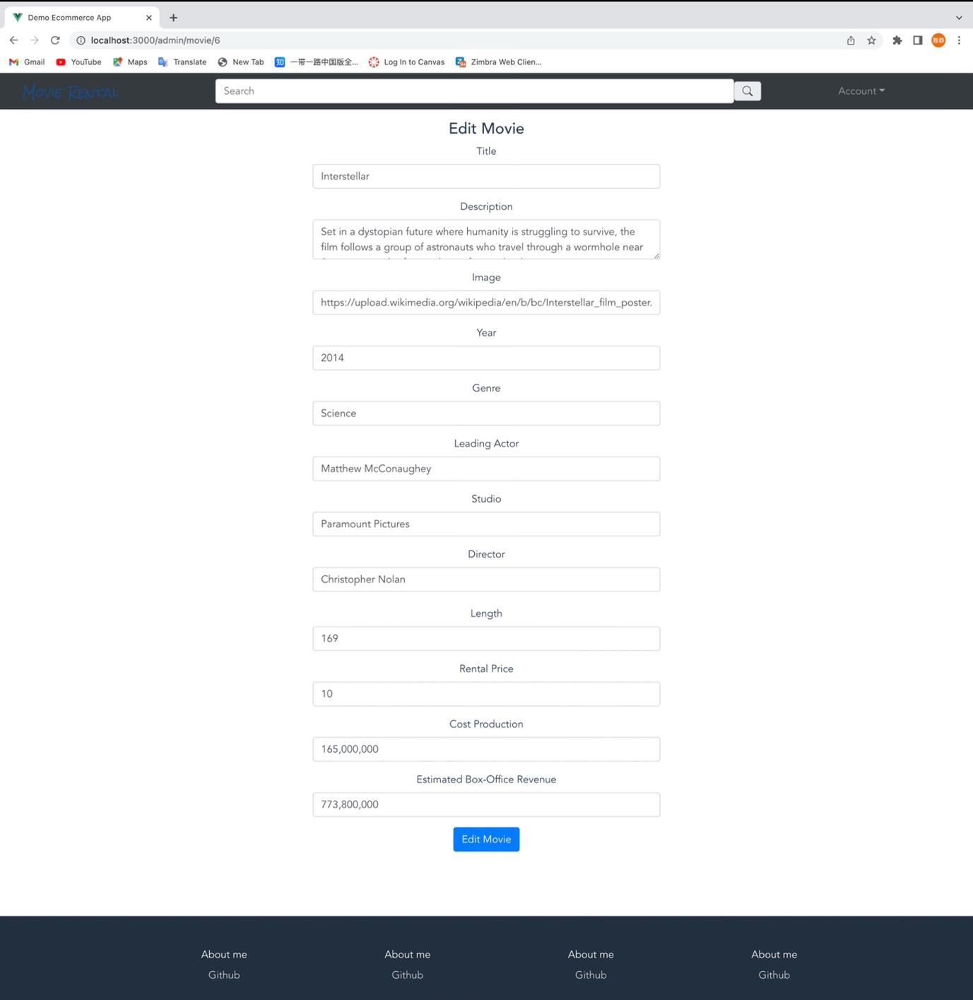 Demo Ecommerce App
localhost:3000/admin/movie/6
雅静
Gmail
YouTube
Maps
Translate
New Tab
知
一带一路中国版全...
Log In to Canvas
Zimbra Web Clien...
Movie Rental
Search
Account
Edit Movie
Title
Interstellar
Description
Set in a dystopian future where humanity is struggling to survive, the
film follows a group of astronauts who travel through a wormhole near
Image
https://upload.wikimedia.org/wikipedia/en/b/bc/Interstellar_film_poster.
Year
2014
Genre
Science
Leading Actor
Matthew McConaughey
Studio
Paramount Pictures
Director
Christopher Nolan
Length
169
Rental Price
10
Cost Production
165,000,000
Estimated Box-Office Revenue
773,800,000
Edit Movie
About me
About me
About me
About me
Github
Github
Github
Github